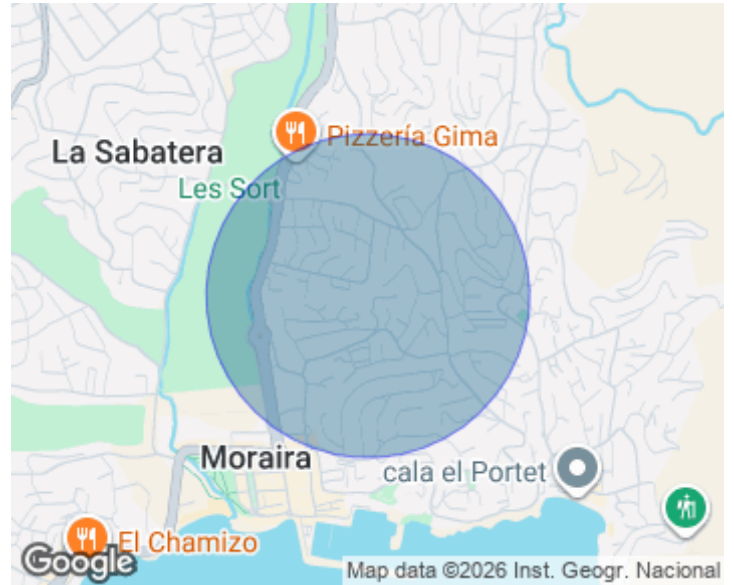 Pizzería Gima
La Sabatera
Les Sort
Moraira
cala el Portet
El Chamizo
Google
Map data ©2026 Inst. Geogr. Nacional